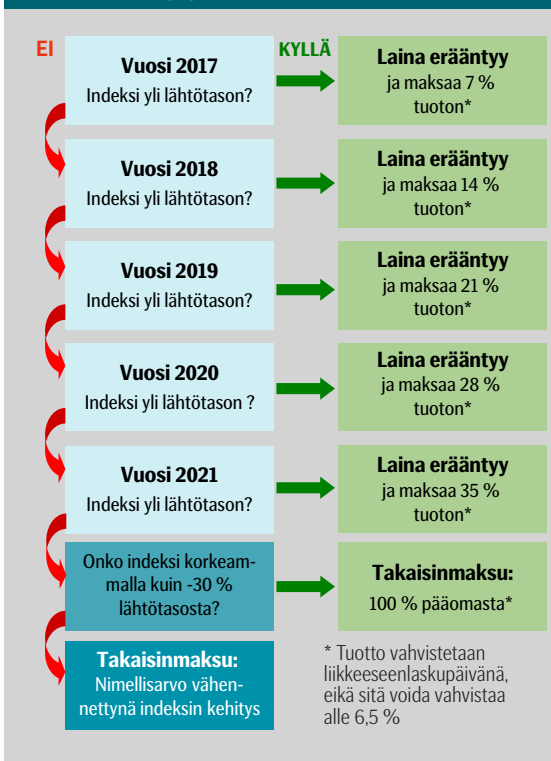 EI
KYLLÄ
Vuosi 2017
Indeksi yli lähtötason?
Laina erääntyy
ja maksaa 7 %
tuoton*
Vuosi 2018
Indeksi yli lähtötason?
Laina erääntyy
ja maksaa 14 %
tuoton*
Vuosi 2019
Indeksi yli lähtötason?
Laina erääntyy
ja maksaa 21 %
tuoton*
Vuosi 2020
Indeksi yli lähtötason ?
Laina erääntyy
ja maksaa 28 %
tuoton*
Vuosi 2021
Indeksi yli lähtötason?
Laina erääntyy
ja maksaa 35 %
tuoton*
Onko indeksi korkeam-
malla kuin -30 %
lähtötasosta?
Takaisinmaksu:
100 % pääomasta*
Takaisinmaksu:
Nimellisarvo vähen-
nettynä indeksin kehitys
* Tuotto vahvistetaan
liikkeeseenlaskupäivänä,
eikä sitä voida vahvistaa
alle 6,5 %